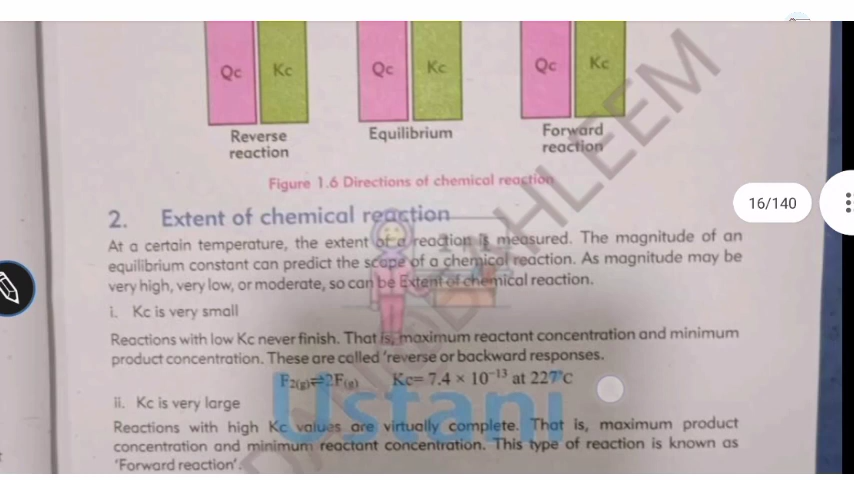 Qc Kc Qc Kc Qc Kc
Reverse reaction
Equilibrium
Forward reaction
Figure 1.6 Directions of chemical reaction
16/140
2. Extent of chemical reaction
At a certain temperature, the extent of a reaction is measured. The magnitude of an
equilibrium constant can predict the scope of a chemical reaction. As magnitude may be
very high, very low, or moderate, so can be Extent of chemical reaction.
i. Kc is very small
Reactions with low Kc never finish. That is, maximum reactant concentration and minimum
product concentration. These are called 'reverse or backward responses.
F₂(g)⇌2F(g) Kc= 7.4 × 10⁻¹³ at 227°C
ii. Kc is very large
Reactions with high Kc values are virtually complete. That is, maximum product
concentration and minimum reactant concentration. This type of reaction is known as
'Forward reaction'.
Ustani